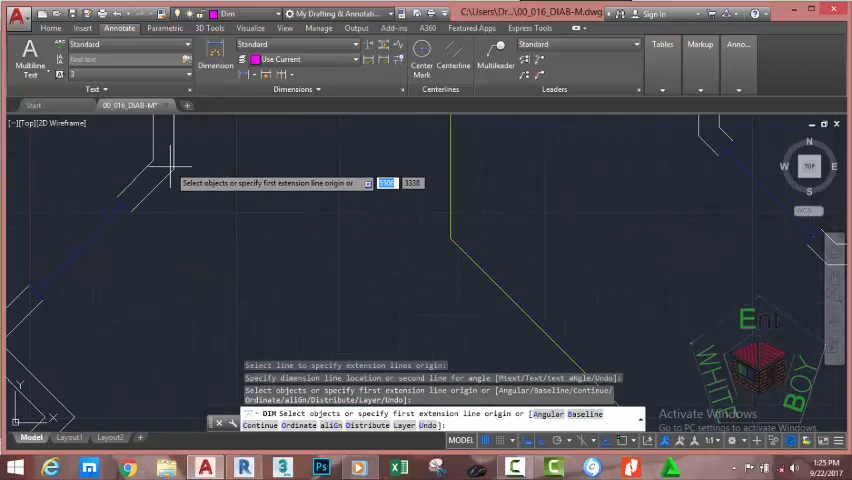 Dim
My Drafting & Annotati...
C:\Users\Dr...\00_016_DIAB-M.dwg
Sign In
Home Insert Annotate Parametric 3D Tools Visualize View Manage Output Add-ins A360 Featured Apps Express Tools
Multiline
Text
Standard
Find text
3
Text
Dimension
Standard
Use Current
Dimensions
Center
Mark
Centerline
Centerlines
Multileader
Standard
Leaders
Tables
Markup
Anno...
Start
00_016_DIAB-M*
[−][Top][2D Wireframe]
N
W
TOP
E
S
WCS
Select objects or specify first extension line origin or
3338
Ent
WHITE
BOY
Y
X
Select line to specify extension lines origin:
Specify dimension line location or second line for angle [Mtext/Text/text aNgle/Undo]:
Select objects or specify first extension line origin or [Angular/Baseline/Continue/
Ordinate/aliGn/Distribute/Layer/Undo]:
DIM Select objects or specify first extension line origin or [Angular Baseline
Continue Ordinate aliGn Distribute Layer Undo]:
Activate Windows
Go to PC settings to activate Windows.
Model Layout1 Layout2
MODEL
1:1
1:25 PM
9/22/2017